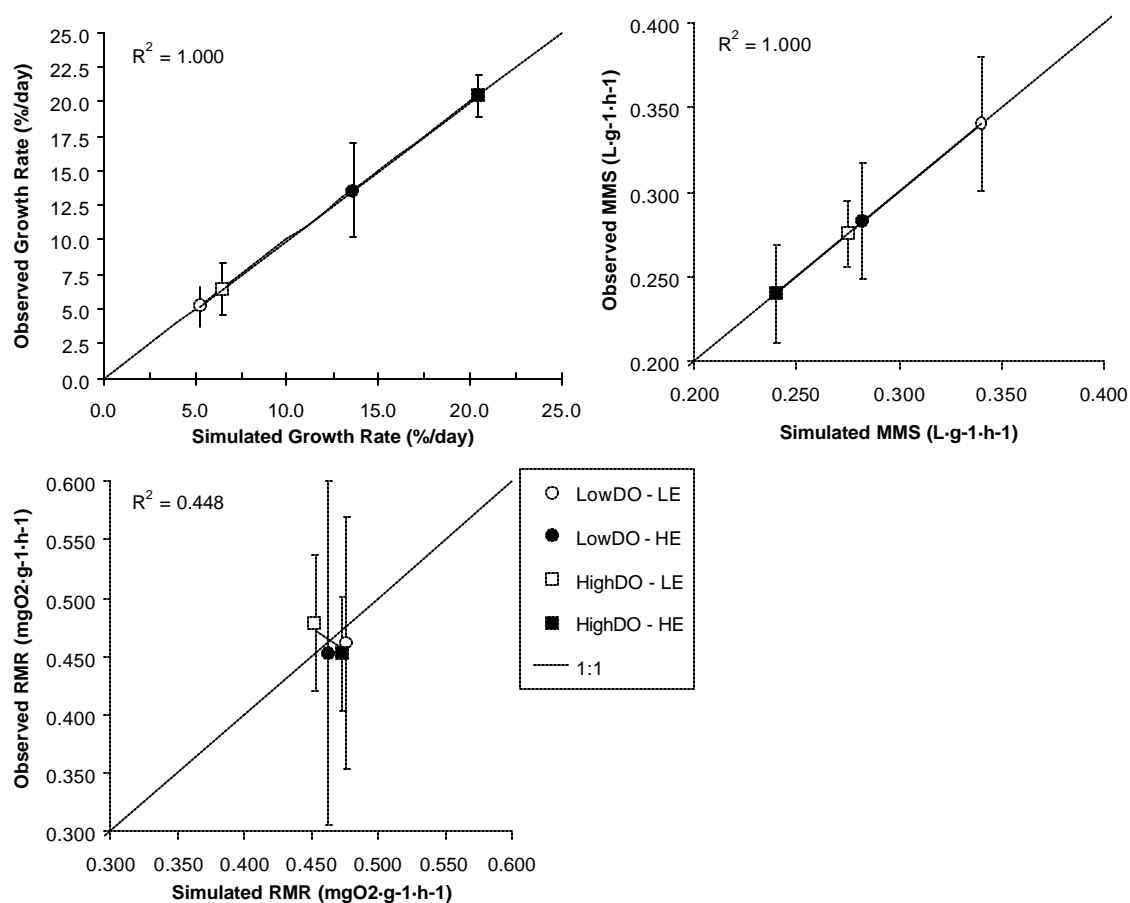 R² = 1.000
Observed Growth Rate (%/day)
25.0
22.5
20.0
17.5
15.0
12.5
10.0
7.5
5.0
2.5
0.0
0.0 5.0 10.0 15.0 20.0 25.0
Simulated Growth Rate (%/day)
R² = 1.000
Observed MMS (L·g-1·h-1)
0.400
0.350
0.300
0.250
0.200
0.200 0.250 0.300 0.350 0.400
Simulated MMS (L·g-1·h-1)
R² = 0.448
Observed RMR (mgO2·g-1·h-1)
0.600
0.550
0.500
0.450
0.400
0.350
0.300
0.300 0.350 0.400 0.450 0.500 0.550 0.600
Simulated RMR (mgO2·g-1·h-1)
LowDO - LE
LowDO - HE
HighDO - LE
HighDO - HE
1:1